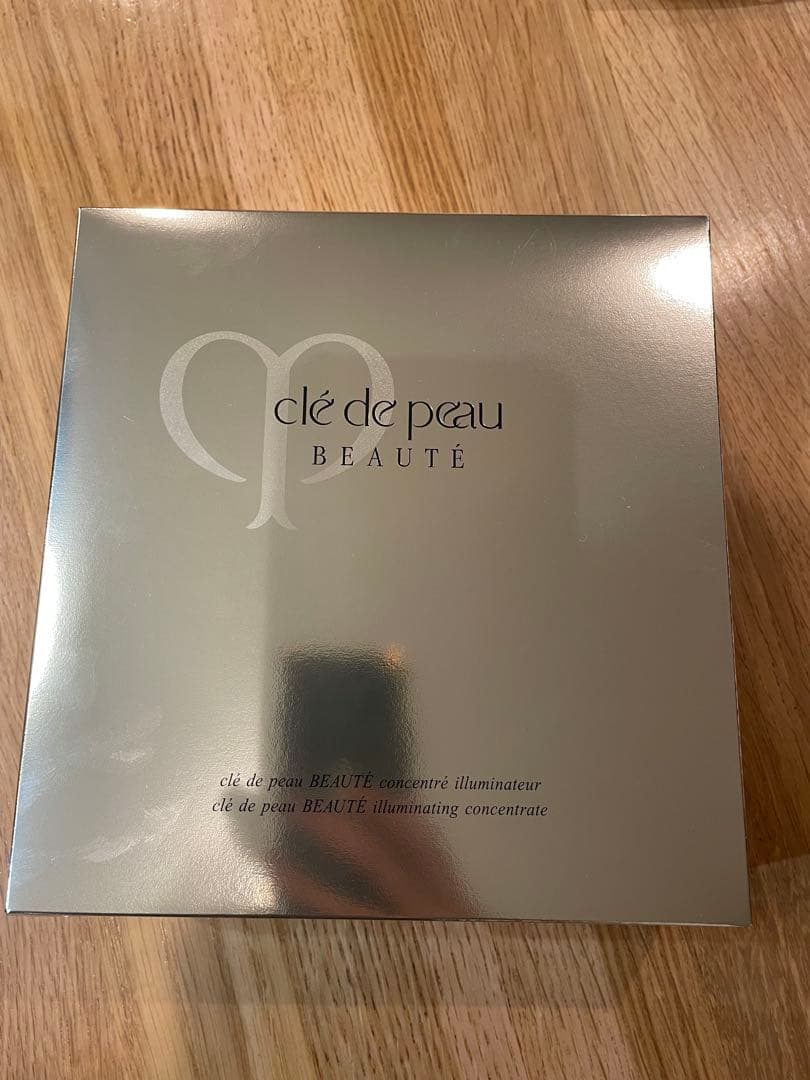 clé de peau
BEAUTÉ
clé de peau BEAUTÉ concentré illuminateur
clé de peau BEAUTÉ illuminating concentrate